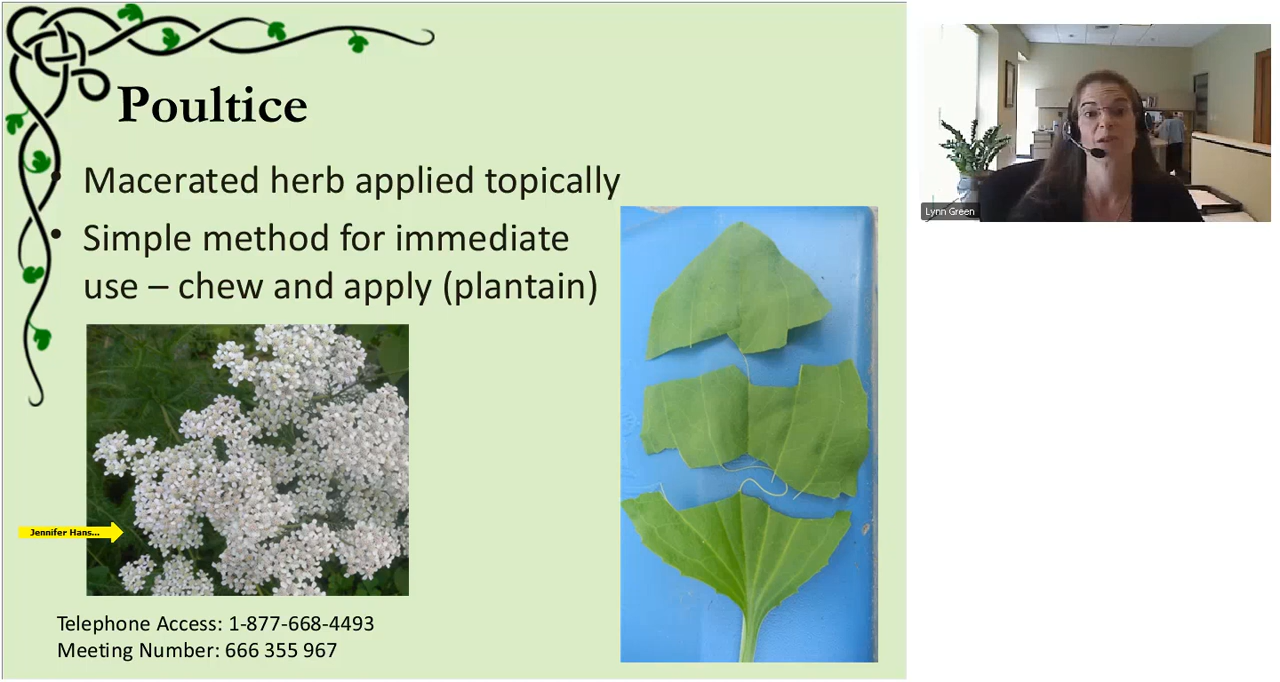 Poultice
• Macerated herb applied topically
• Simple method for immediate
use – chew and apply (plantain)
Jennifer Hans...
Telephone Access: 1-877-668-4493
Meeting Number: 666 355 967
Lynn Green